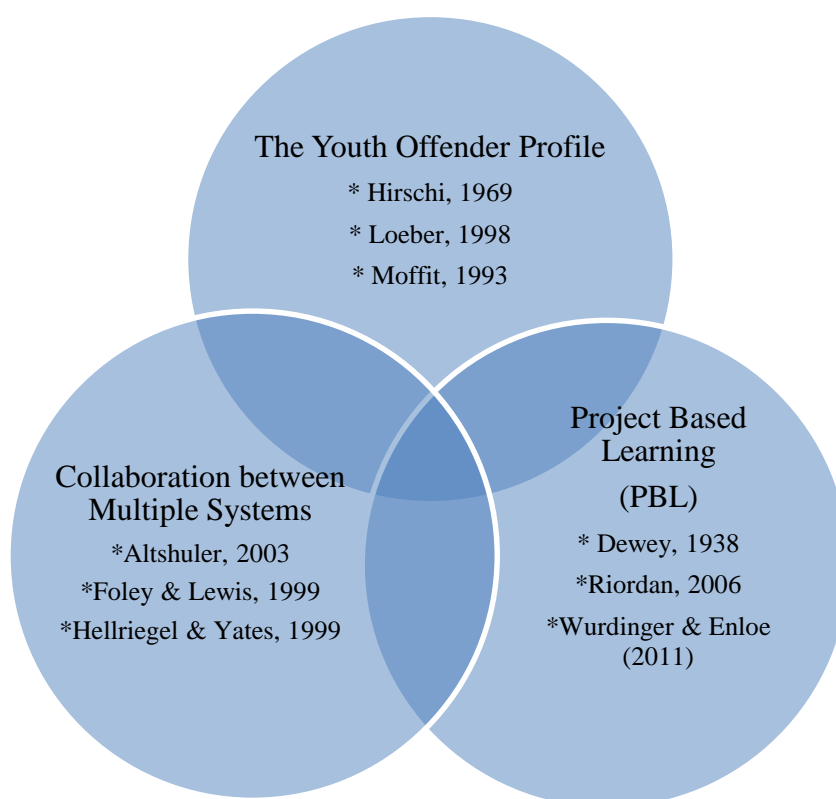 The Youth Offender Profile
* Hirschi, 1969
* Loeber, 1998
* Moffit, 1993
Collaboration between
Multiple Systems
*Altshuler, 2003
*Foley & Lewis, 1999
*Hellriegel & Yates, 1999
Project Based
Learning
(PBL)
* Dewey, 1938
*Riordan, 2006
*Wurdinger & Enloe
(2011)